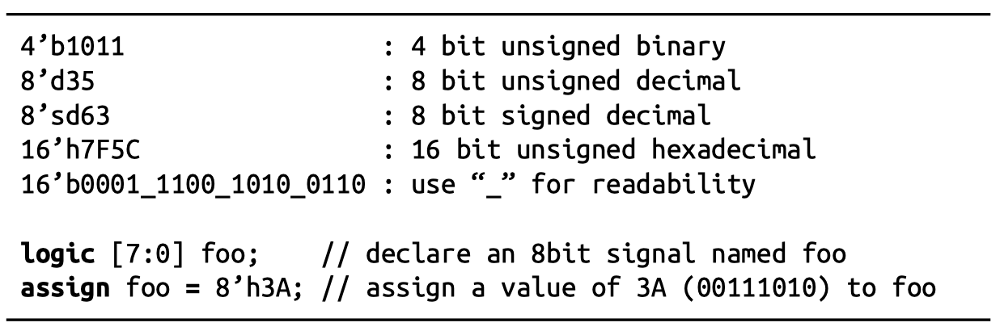 4’b1011 : 4 bit unsigned binary
8’d35 : 8 bit unsigned decimal
8’sd63 : 8 bit signed decimal
16’h7F5C : 16 bit unsigned hexadecimal
16’b0001_1100_1010_0110 : use “_” for readability
logic [7:0] foo; // declare an 8bit signal named foo
assign foo = 8’h3A; // assign a value of 3A (00111010) to foo